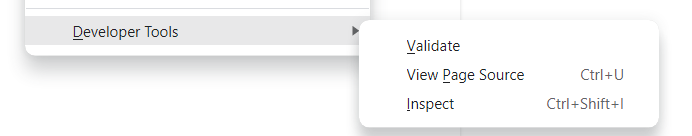 Developer Tools
Validate
View Page Source Ctrl+U
Inspect Ctrl+Shift+I